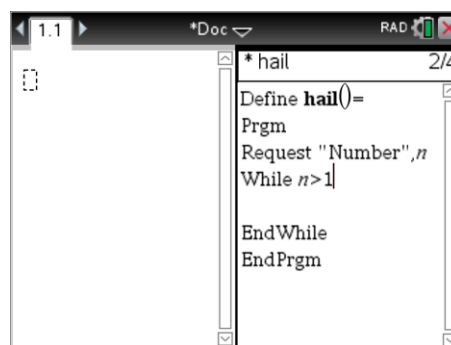 1.1 *Doc RAD
* hail 2/4
Define hail()=
Prgm
Request "Number",n
While n>1
EndWhile
EndPrgm